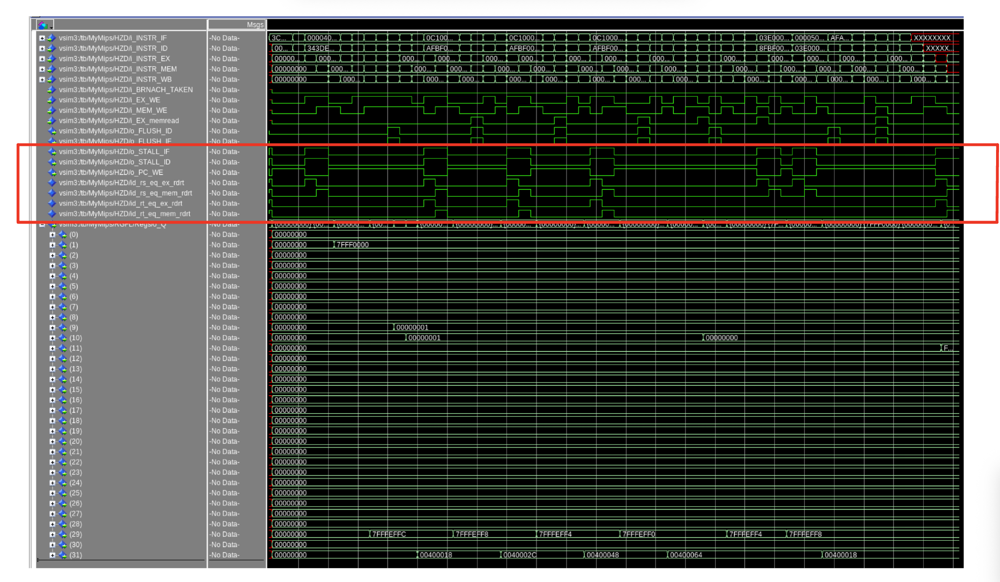 Msgs
vsim3:/tb/MyMips/HZD/i_INSTR_IF -No Data- 3C... 000040... 0C100... 0C1000... 0C1000... 03E000... 000050... AFA... XXXXXXXX
vsim3:/tb/MyMips/HZD/i_INSTR_ID -No Data- 00... 343DE... AFBF0... AFBF00... AFBF00... 8FBF00... 03E000... XXXXX...
vsim3:/tb/MyMips/HZD/i_INSTR_EX -No Data- 00000... 000... 000... 000... 000... 000... 000... 000... 000... 000... 000... 000... 000... 000...
vsim3:/tb/MyMips/HZD/i_INSTR_MEM -No Data- 00000000 000... 000... 000... 000... 000... 000... 000... 000... 000... 000... 000... 000... 000...
vsim3:/tb/MyMips/HZD/i_INSTR_WB -No Data- 00000000 000... 000... 000... 000... 000... 000... 000... 000... 000... 000... 000... 000... 000...
vsim3:/tb/MyMips/HZD/i_BRNACH_TAKEN -No Data-
vsim3:/tb/MyMips/HZD/i_EX_WE -No Data-
vsim3:/tb/MyMips/HZD/i_MEM_WE -No Data-
vsim3:/tb/MyMips/HZD/i_EX_memread -No Data-
vsim3:/tb/MyMips/HZD/o_FLUSH_ID -No Data-
vsim3:/tb/MyMips/HZD/o_FLUSH_IF -No Data-
vsim3:/tb/MyMips/HZD/o_STALL_IF -No Data-
vsim3:/tb/MyMips/HZD/o_STALL_ID -No Data-
vsim3:/tb/MyMips/HZD/o_PC_WE -No Data-
vsim3:/tb/MyMips/HZD/id_rs_eq_ex_rdrt -No Data-
vsim3:/tb/MyMips/HZD/id_rs_eq_mem_rdrt -No Data-
vsim3:/tb/MyMips/HZD/id_rt_eq_ex_rdrt -No Data-
vsim3:/tb/MyMips/HZD/id_rt_eq_mem_rdrt -No Data-
vsim3:/tb/MyMips/RGFL/Regs/o_Q -No Data-
(0) -No Data- 00000000
(1) -No Data- 00000000 7FFF0000
(2) -No Data- 00000000
(3) -No Data- 00000000
(4) -No Data- 00000000
(5) -No Data- 00000000
(6) -No Data- 00000000
(7) -No Data- 00000000
(8) -No Data- 00000000
(9) -No Data- 00000000 00000001
(10) -No Data- 00000000 00000001 00000000
(11) -No Data- 00000000 F...
(12) -No Data- 00000000
(13) -No Data- 00000000
(14) -No Data- 00000000
(15) -No Data- 00000000
(16) -No Data- 00000000
(17) -No Data- 00000000
(18) -No Data- 00000000
(19) -No Data- 00000000
(20) -No Data- 00000000
(21) -No Data- 00000000
(22) -No Data- 00000000
(23) -No Data- 00000000
(24) -No Data- 00000000
(25) -No Data- 00000000
(26) -No Data- 00000000
(27) -No Data- 00000000
(28) -No Data- 00000000
(29) -No Data- 00000000 7FFFEFFC 7FFFEFF8 7FFFEFF4 7FFFEFF0 7FFFEFF4 7FFFEFF8
(30) -No Data- 00000000
(31) -No Data- 00000000 00400018 0040002C 00400048 00400064 00400018